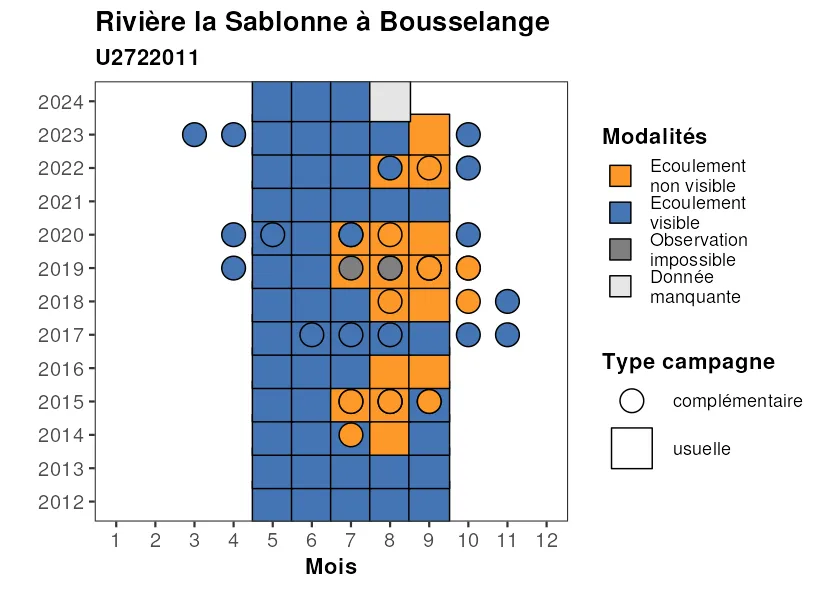 Rivière la Sablonne à Bousselange
U2722011
2024
2023
2022
2021
2020
2019
2018
2017
2016
2015
2014
2013
2012
1 2 3 4 5 6 7 8 9 10 11 12
Mois
Modalités
Ecoulement
non visible
Ecoulement
visible
Observation
impossible
Donnée
manquante
Type campagne
complémentaire
usuelle